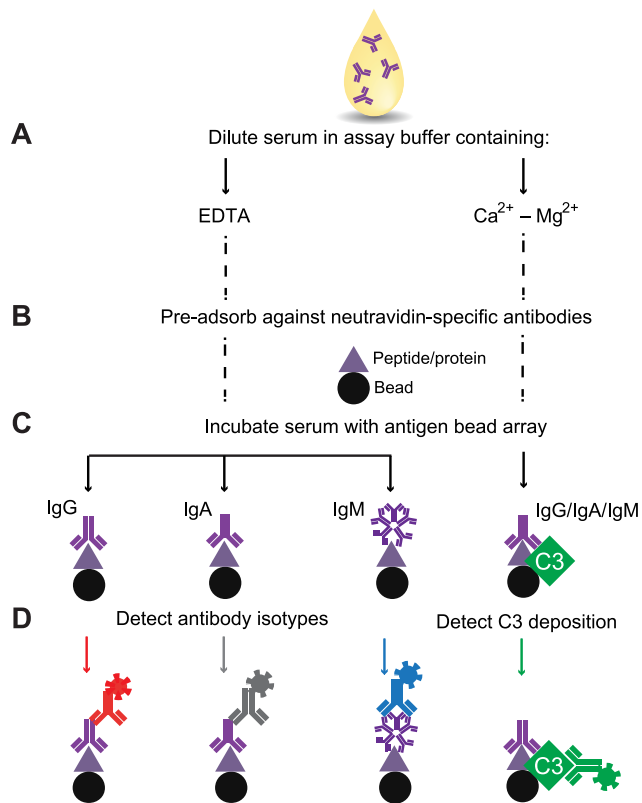 A
Dilute serum in assay buffer containing:
EDTA
Ca²⁺ – Mg²⁺
B
Pre-adsorb against neutravidin-specific antibodies
Peptide/protein
Bead
C
Incubate serum with antigen bead array
IgG
IgA
IgM
IgG/IgA/IgM
C3
D
Detect antibody isotypes
Detect C3 deposition
C3